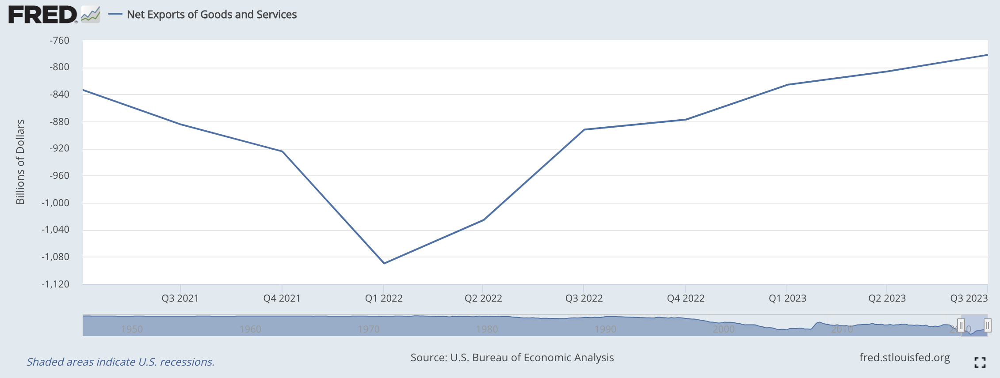 FRED
Net Exports of Goods and Services
-760
-800
-840
-880
-920
-960
-1,000
-1,040
-1,080
-1,120
Billions of Dollars
Q3 2021 Q4 2021 Q1 2022 Q2 2022 Q3 2022 Q4 2022 Q1 2023 Q2 2023 Q3 2023
1950 1960 1970 1980 1990 2000 2010 2020
Shaded areas indicate U.S. recessions.
Source: U.S. Bureau of Economic Analysis
fred.stlouisfed.org